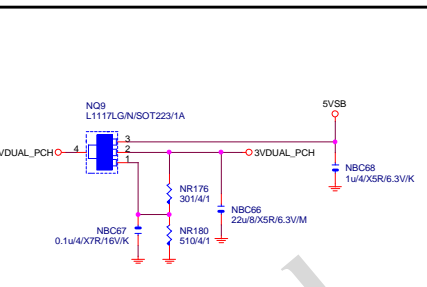 NQ9
L1117LG/N/SOT223/1A
5VSB
3
VDUAL_PCH
4
2
3VDUAL_PCH
1
NBC68
1u/4/X5R/6.3V/K
NR176
301/4/1
NBC66
22u/8/X5R/6.3V/M
NBC67
0.1u/4/X7R/16V/K
NR180
510/4/1